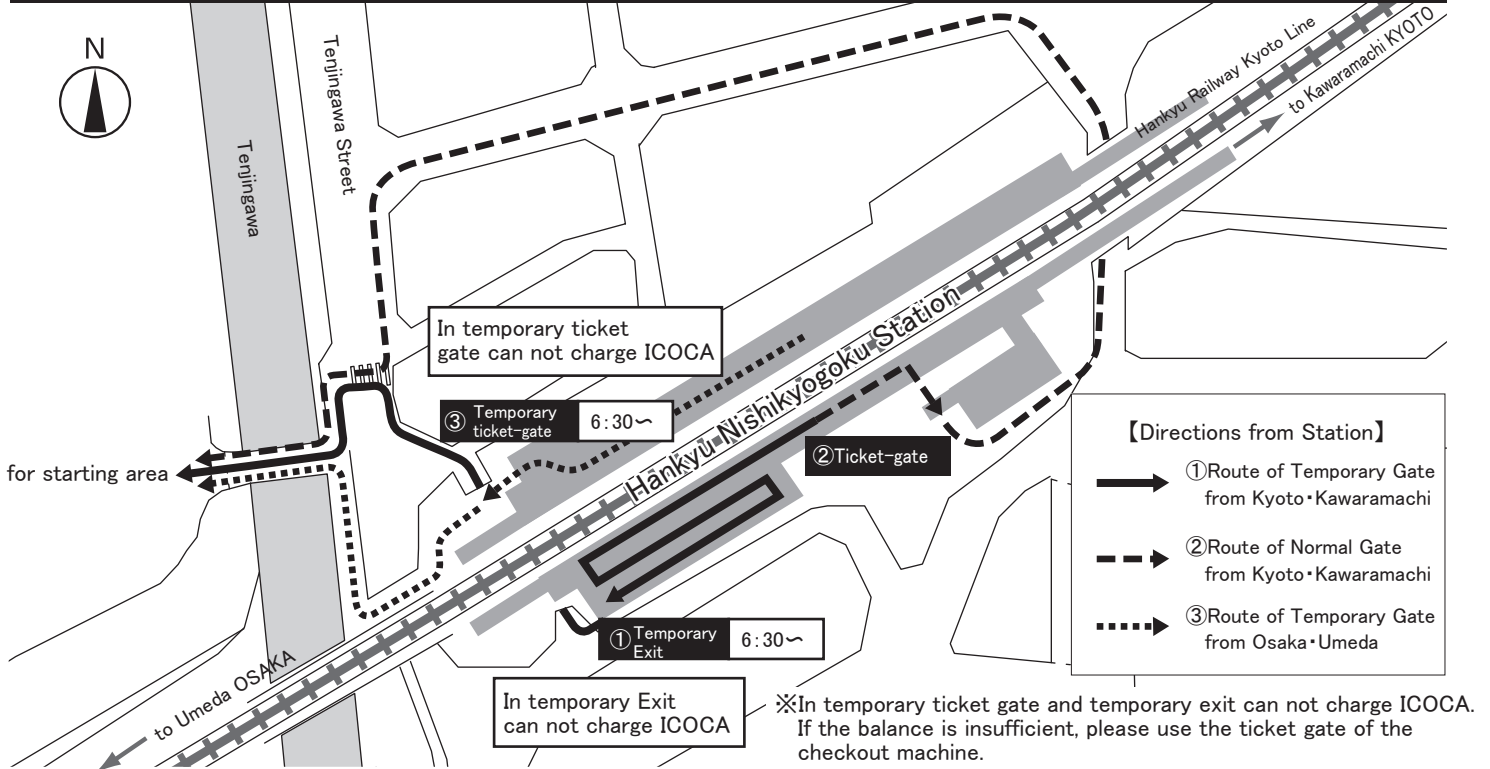 N
Tenjingawa
Tenjingawa Street
Hankyu Railway Kyoto Line
to Kawaramachi KYOTO
In temporary ticket
gate can not charge ICOCA
③ Temporary
ticket-gate
6:30〜
Hankyu Nishikyogoku Station
②Ticket-gate
for starting area
① Temporary
Exit
6:30〜
In temporary Exit
can not charge ICOCA
to Umeda OSAKA
【Directions from Station】
①Route of Temporary Gate
from Kyoto・Kawaramachi
②Route of Normal Gate
from Kyoto・Kawaramachi
③Route of Temporary Gate
from Osaka・Umeda
※In temporary ticket gate and temporary exit can not charge ICOCA.
If the balance is insufficient, please use the ticket gate of the
checkout machine.